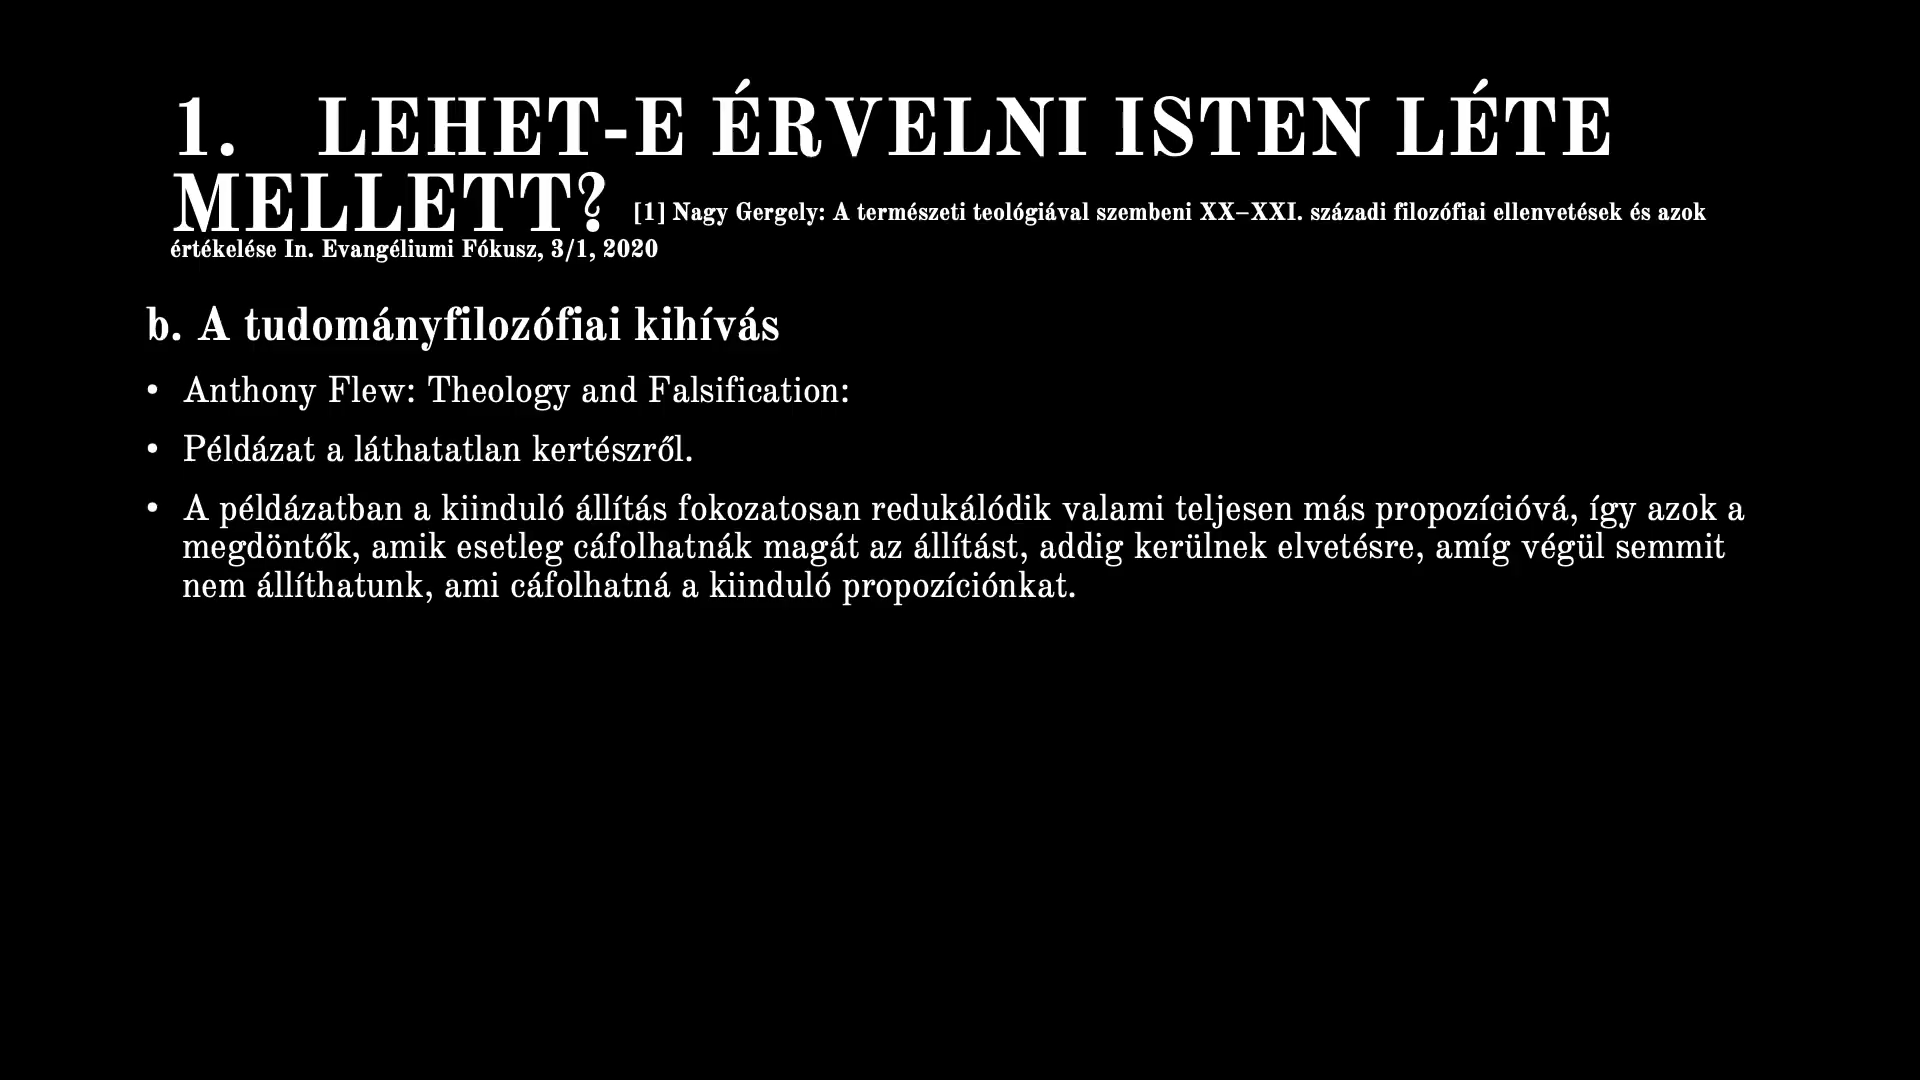 1. LEHET-E ÉRVELNI ISTEN LÉTE
MELLETT? [1] Nagy Gergely: A természeti teológiával szembeni XX–XXI. századi filozófiai ellenvetések és azok
értékelése In. Evangéliumi Fókusz, 3/1, 2020
b. A tudományfilozófiai kihívás
• Anthony Flew: Theology and Falsification:
• Példázat a láthatatlan kertészről.
• A példázatban a kiinduló állítás fokozatosan redukálódik valami teljesen más propozícióvá, így azok a
megdöntők, amik esetleg cáfolhatnák magát az állítást, addig kerülnek elvetésre, amíg végül semmit
nem állíthatunk, ami cáfolhatná a kiinduló propozíciónkat.